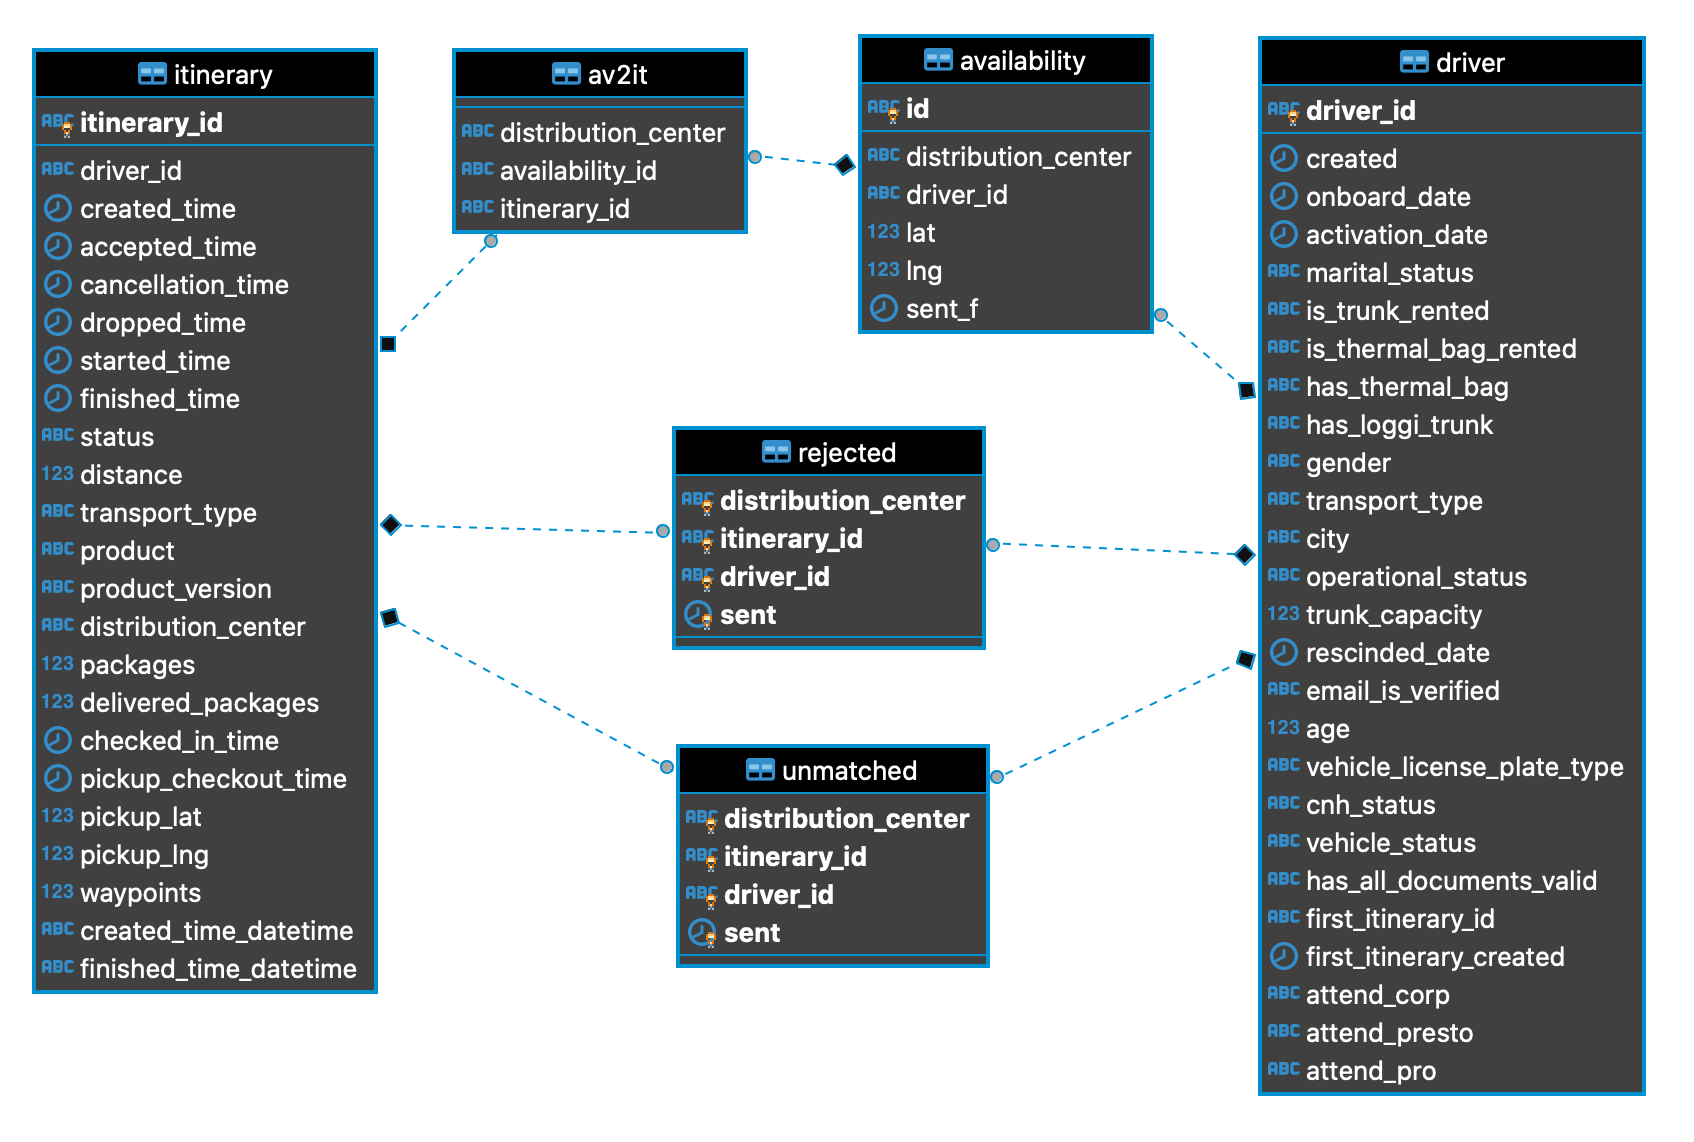 itinerary
itinerary_id
driver_id
created_time
accepted_time
cancellation_time
dropped_time
started_time
finished_time
status
distance
transport_type
product
product_version
distribution_center
packages
delivered_packages
checked_in_time
pickup_checkout_time
pickup_lat
pickup_lng
waypoints
created_time_datetime
finished_time_datetime
av2it
distribution_center
availability_id
itinerary_id
availability
id
distribution_center
driver_id
lat
lng
sent_f
rejected
distribution_center
itinerary_id
driver_id
sent
unmatched
distribution_center
itinerary_id
driver_id
sent
driver
driver_id
created
onboard_date
activation_date
marital_status
is_trunk_rented
is_thermal_bag_rented
has_thermal_bag
has_loggi_trunk
gender
transport_type
city
operational_status
trunk_capacity
rescinded_date
email_is_verified
age
vehicle_license_plate_type
cnh_status
vehicle_status
has_all_documents_valid
first_itinerary_id
first_itinerary_created
attend_corp
attend_presto
attend_pro